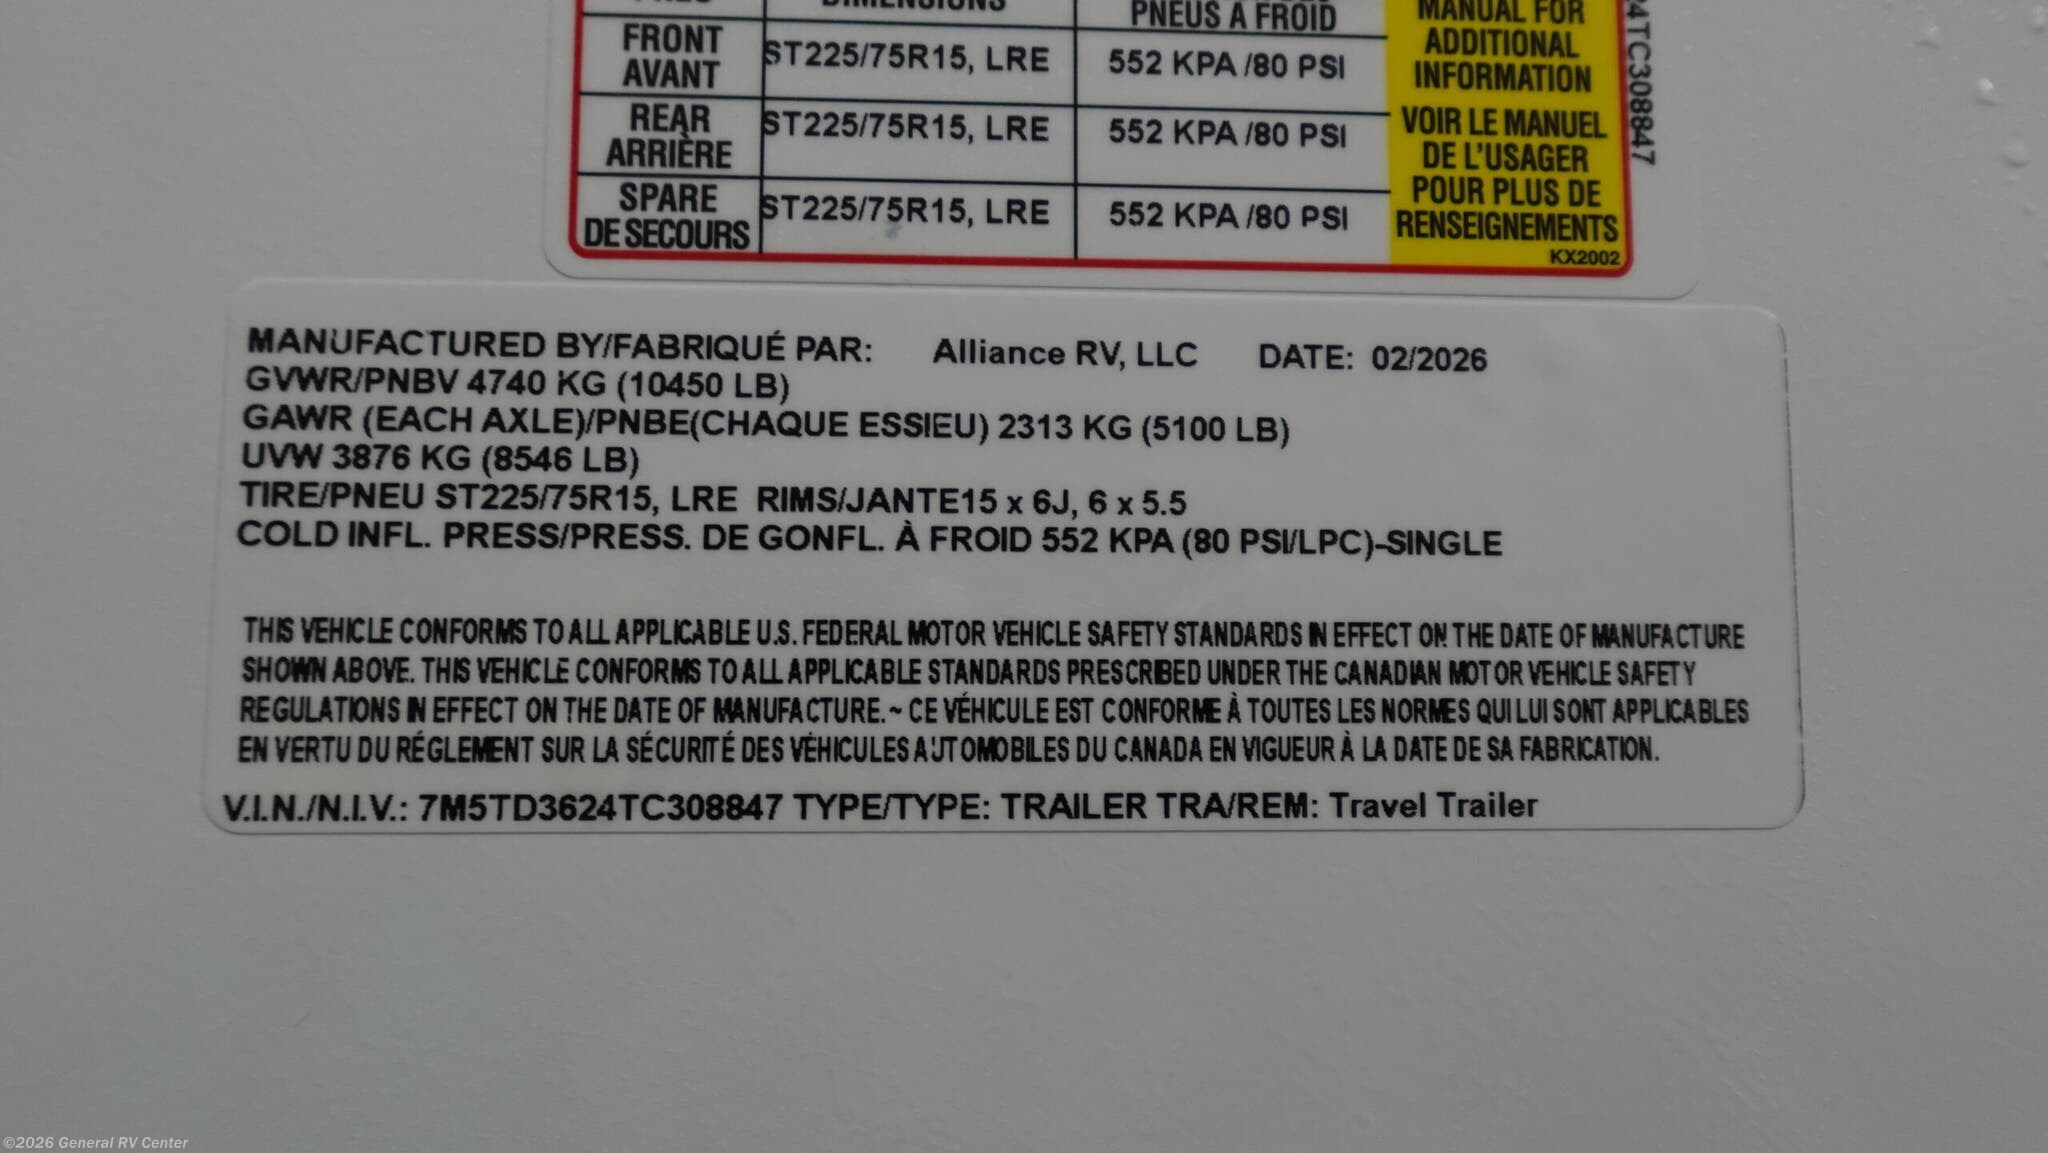 DIMENSIONS
PNEUS À FROID
MANUAL FOR
ADDITIONAL
INFORMATION
FRONT
AVANT
ST225/75R15, LRE
552 KPA /80 PSI
REAR
ARRIÈRE
ST225/75R15, LRE
552 KPA /80 PSI
SPARE
DE SECOURS
ST225/75R15, LRE
552 KPA /80 PSI
VOIR LE MANUEL
DE L'USAGER
POUR PLUS DE
RENSEIGNEMENTS
KX2002
4TC308847
MANUFACTURED BY/FABRIQUÉ PAR: Alliance RV, LLC DATE: 02/2026
GVWR/PNBV 4740 KG (10450 LB)
GAWR (EACH AXLE)/PNBE(CHAQUE ESSIEU) 2313 KG (5100 LB)
UVW 3876 KG (8546 LB)
TIRE/PNEU ST225/75R15, LRE RIMS/JANTE15 x 6J, 6 x 5.5
COLD INFL. PRESS/PRESS. DE GONFL. À FROID 552 KPA (80 PSI/LPC)-SINGLE
THIS VEHICLE CONFORMS TO ALL APPLICABLE U.S. FEDERAL MOTOR VEHICLE SAFETY STANDARDS IN EFFECT ON THE DATE OF MANUFACTURE
SHOWN ABOVE. THIS VEHICLE CONFORMS TO ALL APPLICABLE STANDARDS PRESCRIBED UNDER THE CANADIAN MOTOR VEHICLE SAFETY
REGULATIONS IN EFFECT ON THE DATE OF MANUFACTURE. ~ CE VÉHICULE EST CONFORME À TOUTES LES NORMES QUI LUI SONT APPLICABLES
EN VERTU DU RÉGLEMENT SUR LA SÉCURITÉ DES VÉHICULES AUTOMOBILES DU CANADA EN VIGUEUR À LA DATE DE SA FABRICATION.
V.I.N./N.I.V.: 7M5TD3624TC308847 TYPE/TYPE: TRAILER TRA/REM: Travel Trailer
©2026 General RV Center